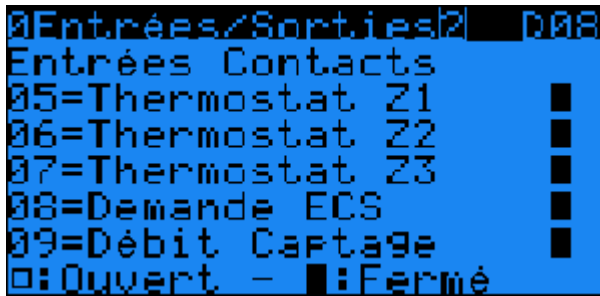 0Entrées/Sorties2 D08
Entrées Contacts
05=Thermostat Z1 ■
06=Thermostat Z2 ■
07=Thermostat Z3 ■
08=Demande ECS ■
09=Débit Captage ■
□:Ouvert - ■:Fermé